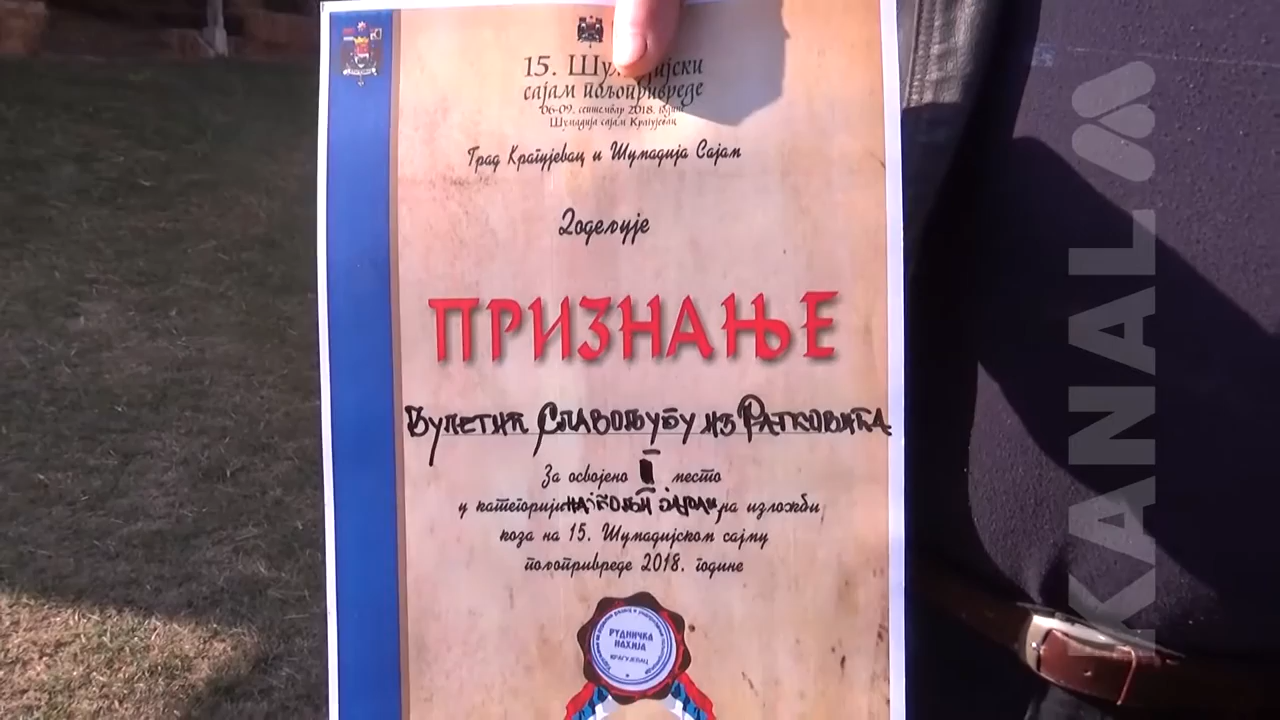 15. Шумадијски
сајам пољопривреде
06-09. септембар 2018. године
Шумадија сајам Крагујевац
Град Крагујевац и Шумадија Сајам
Додељује
ПРИЗНАЊЕ
Вулетић Славољубу из Ратковића
За освојено I место
у категорији најбољи јарац на изложби
коза на 15. Шумадијском сајму
пољопривреде 2018. године
РУДНИЧКА
НАХИЈА
КРАГУЈЕВАЦ
KANAL M